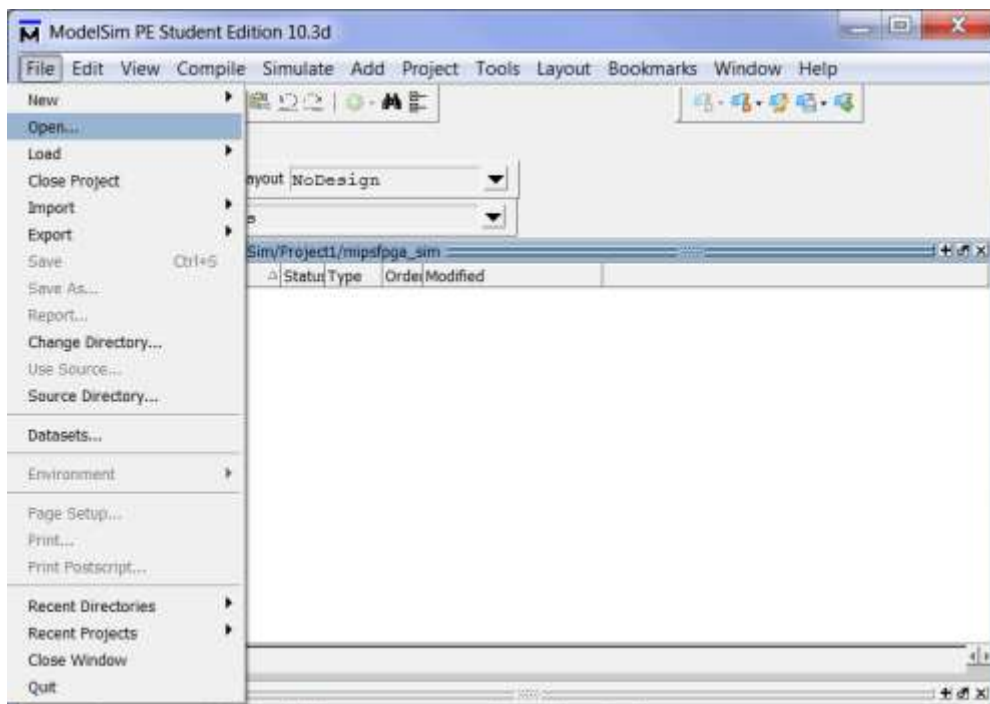 ModelSim PE Student Edition 10.3d
File Edit View Compile Simulate Add Project Tools Layout Bookmarks Window Help
New
Open...
Load
Close Project
ayout NoDesign
Import
Export
s
Sim/Project1/mipsfpga_sim
Save Ctrl+S
Status Type Order Modified
Save As...
Report...
Change Directory...
Use Source...
Source Directory...
Datasets...
Environment
Page Setup...
Print...
Print Postscript...
Recent Directories
Recent Projects
Close Window
Quit